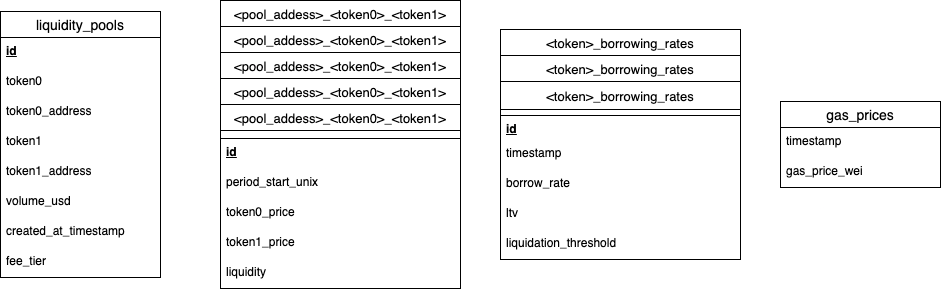 liquidity_pools
id
token0
token0_address
token1
token1_address
volume_usd
created_at_timestamp
fee_tier
<pool_addess>_<token0>_<token1>
<pool_addess>_<token0>_<token1>
<pool_addess>_<token0>_<token1>
<pool_addess>_<token0>_<token1>
<pool_addess>_<token0>_<token1>
id
period_start_unix
token0_price
token1_price
liquidity
<token>_borrowing_rates
<token>_borrowing_rates
<token>_borrowing_rates
id
timestamp
borrow_rate
ltv
liquidation_threshold
gas_prices
timestamp
gas_price_wei